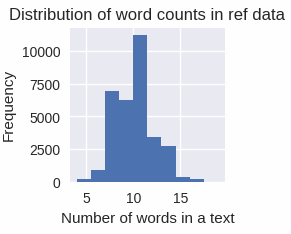 Distribution of word counts in ref data
10000
7500
5000
2500
0
Frequency
5 10 15
Number of words in a text